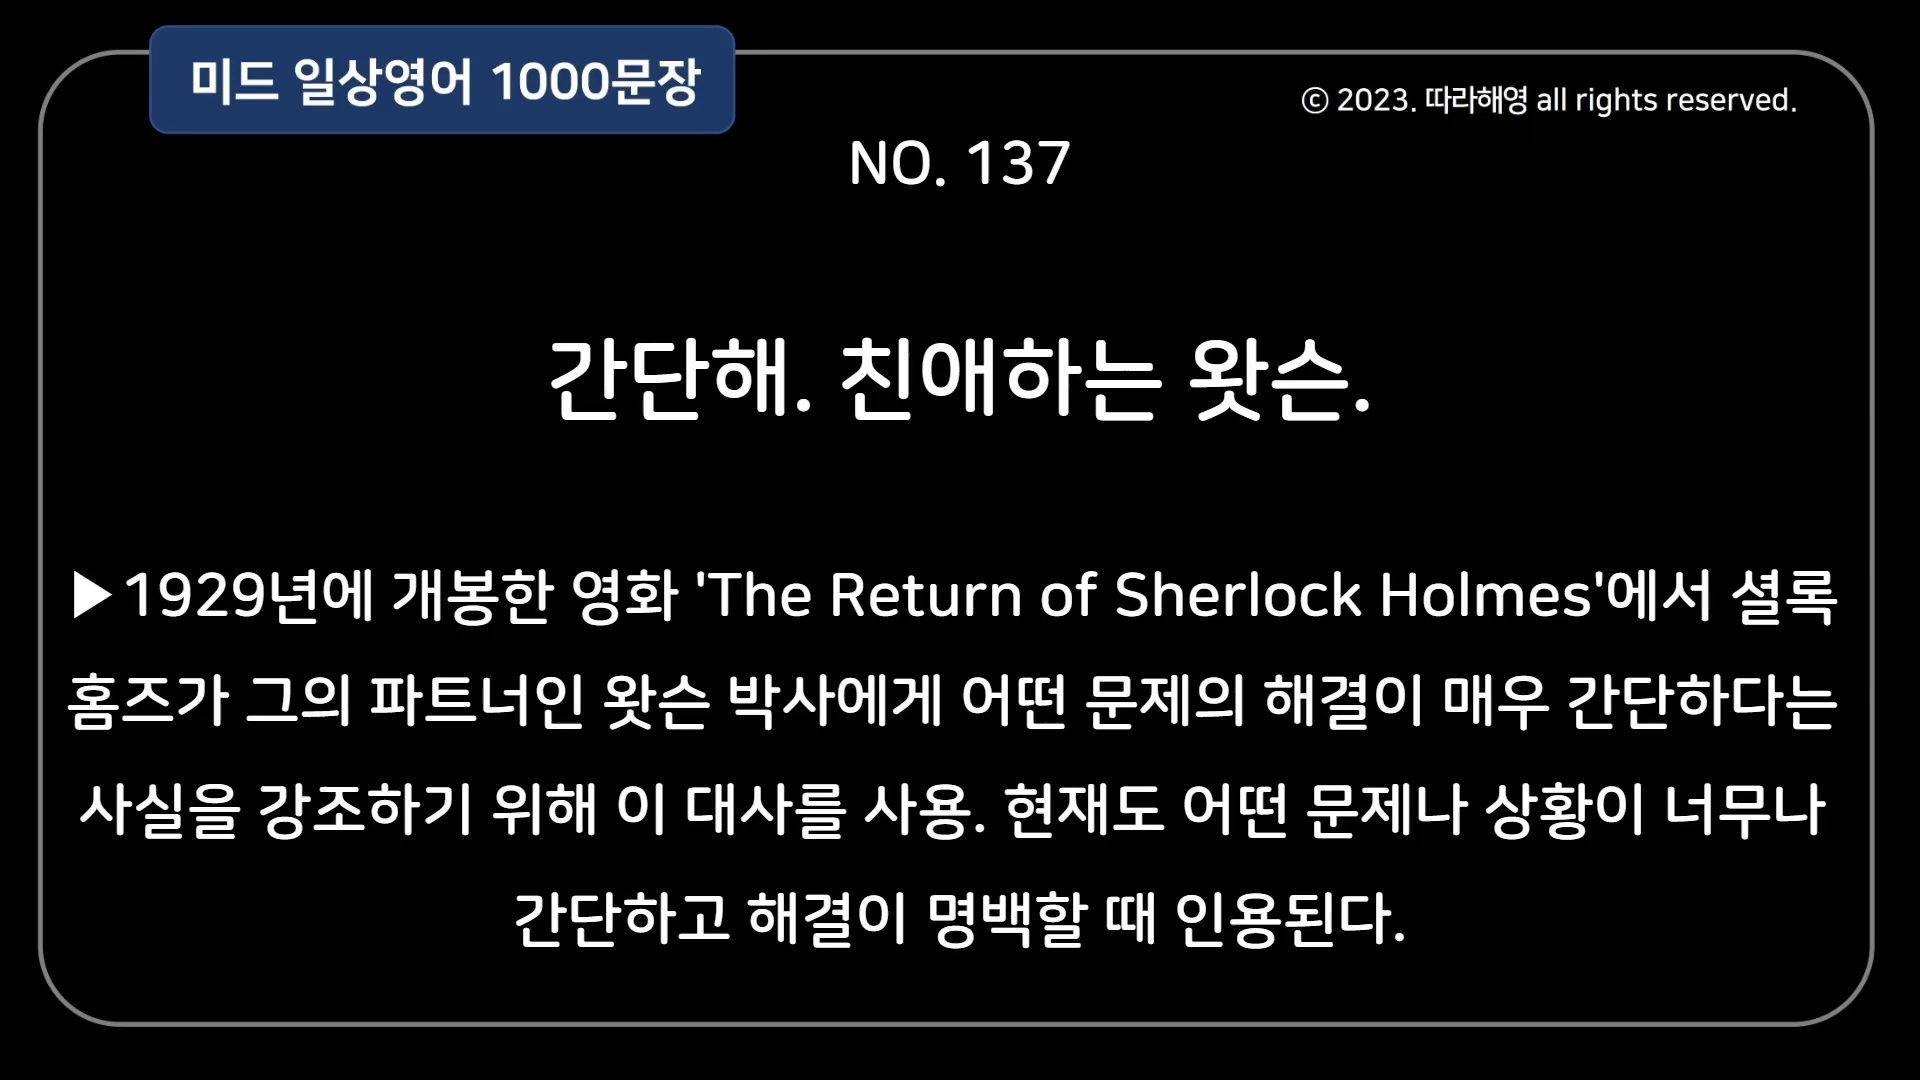 미드 일상영어 1000문장
ⓒ 2023. 따라해영 all rights reserved.
NO. 137
간단해. 친애하는 왓슨.
▶1929년에 개봉한 영화 'The Return of Sherlock Holmes'에서 셜록
홈즈가 그의 파트너인 왓슨 박사에게 어떤 문제의 해결이 매우 간단하다는
사실을 강조하기 위해 이 대사를 사용. 현재도 어떤 문제나 상황이 너무나
간단하고 해결이 명백할 때 인용된다.